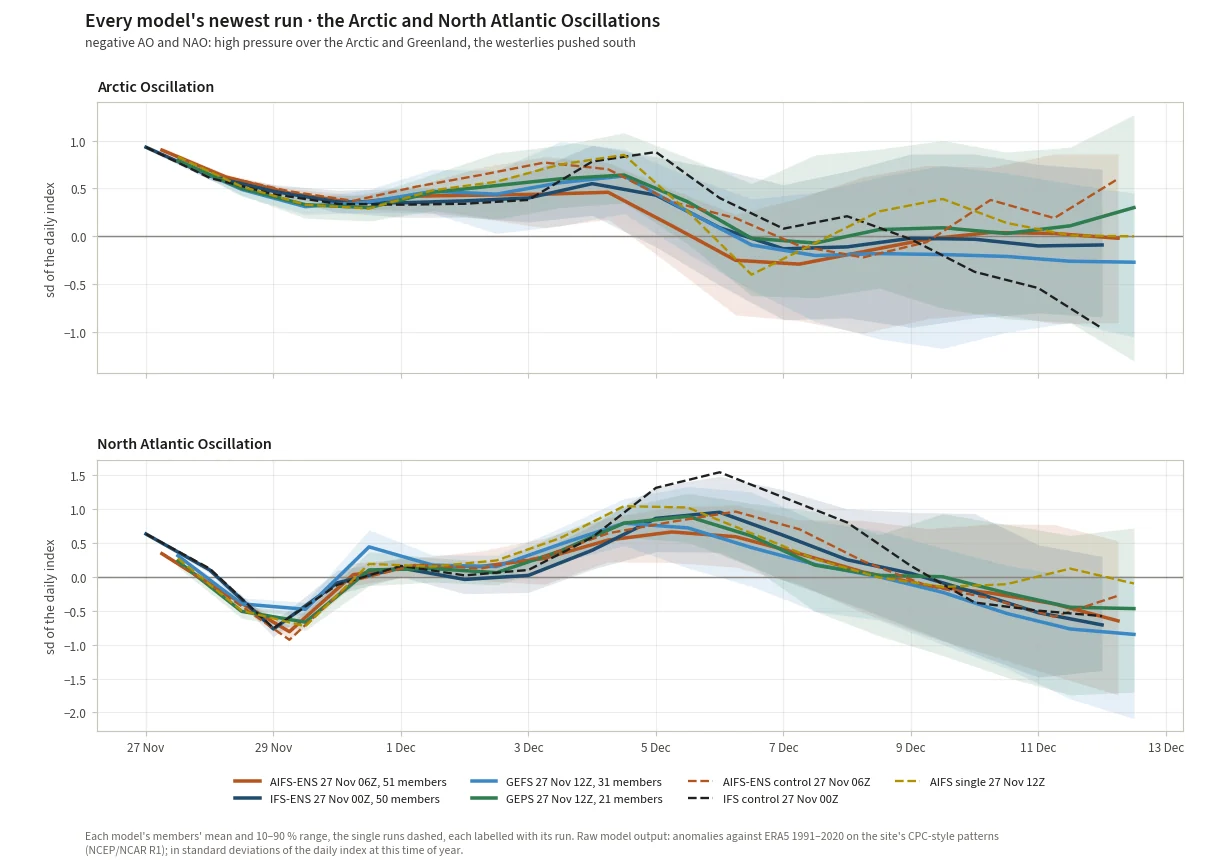 Every model's newest run · the Arctic and North Atlantic Oscillations
negative AO and NAO: high pressure over the Arctic and Greenland, the westerlies pushed south
Arctic Oscillation
sd of the daily index
1.0
0.5
0.0
−0.5
−1.0
North Atlantic Oscillation
sd of the daily index
1.5
1.0
0.5
0.0
−0.5
−1.0
−1.5
−2.0
27 Nov 29 Nov 1 Dec 3 Dec 5 Dec 7 Dec 9 Dec 11 Dec 13 Dec
AIFS-ENS 27 Nov 06Z, 51 members GEFS 27 Nov 12Z, 31 members AIFS-ENS control 27 Nov 06Z AIFS single 27 Nov 12Z
IFS-ENS 27 Nov 00Z, 50 members GEPS 27 Nov 12Z, 21 members IFS control 27 Nov 00Z
Each model's members' mean and 10–90 % range, the single runs dashed, each labelled with its run. Raw model output: anomalies against ERA5 1991–2020 on the site's CPC-style patterns
(NCEP/NCAR R1); in standard deviations of the daily index at this time of year.